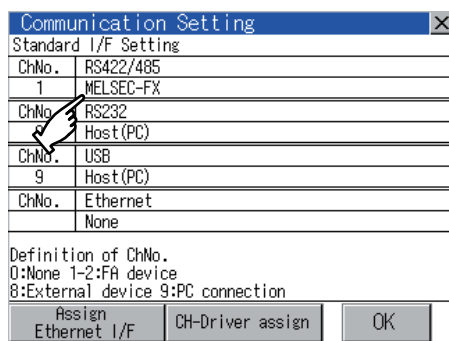 Communication Setting
Standard I/F Setting
ChNo. RS422/485
1 MELSEC-FX
ChNo. RS232
Host(PC)
ChNo. USB
9 Host(PC)
ChNo. Ethernet
None
Definition of ChNo.
0:None 1-2:FA device
8:External device 9:PC connection
Assign
Ethernet I/F
CH-Driver assign
OK